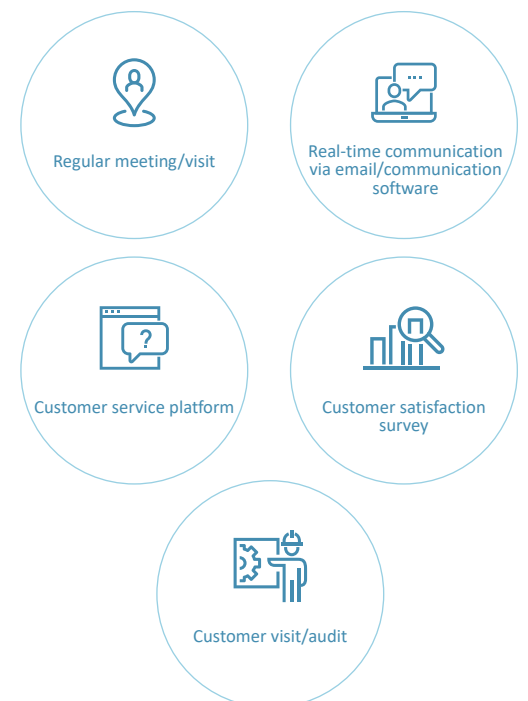 Regular meeting/visit
Real-time communication
via email/communication
software
?
Customer service platform
Customer satisfaction
survey
Customer visit/audit